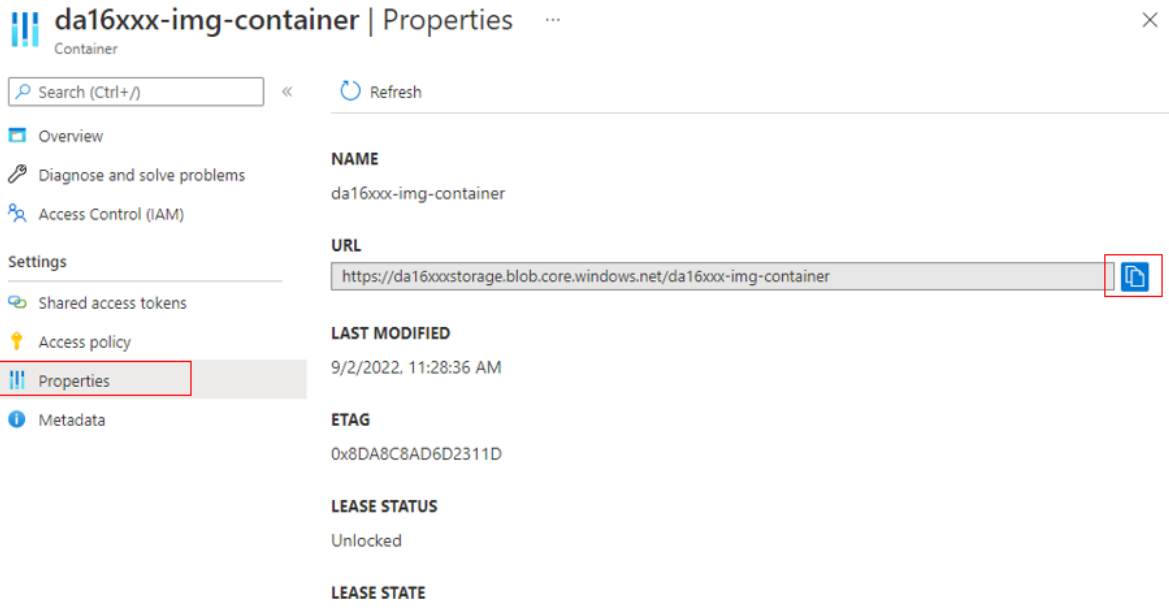 da16xxx-img-container | Properties ...
Container
Search (Ctrl+/)
«
Refresh
Overview
Diagnose and solve problems
Access Control (IAM)
Settings
Shared access tokens
Access policy
Properties
Metadata
NAME
da16xxx-img-container
URL
https://da16xxxstorage.blob.core.windows.net/da16xxx-img-container
LAST MODIFIED
9/2/2022, 11:28:36 AM
ETAG
0x8DA8C8AD6D2311D
LEASE STATUS
Unlocked
LEASE STATE